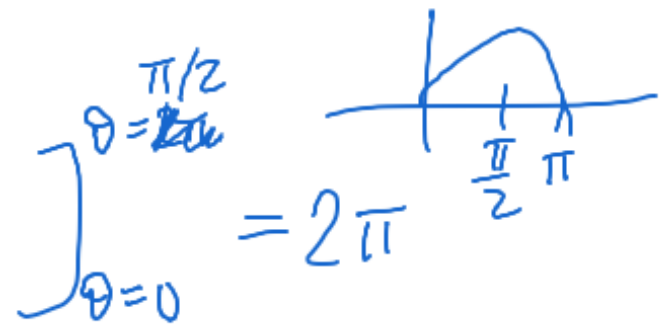 π/2
θ =
]
θ = 0
= 2π
π/2 π